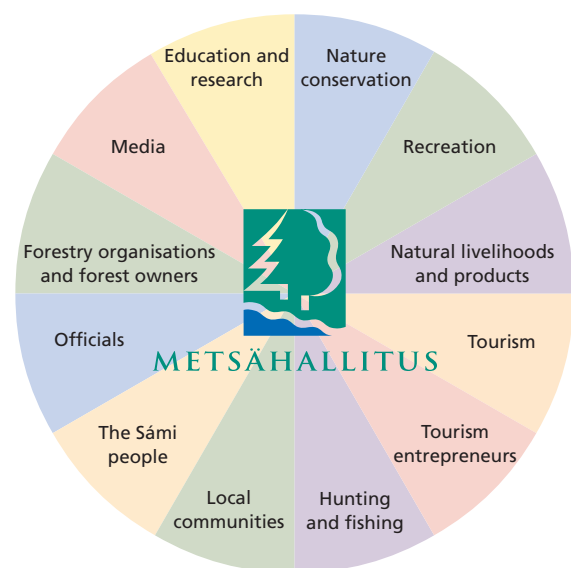 Education and
research
Nature
conservation
Media
Recreation
Forestry organisations
and forest owners
Natural livelihoods
and products
Officials
Tourism
METSÄHALLITUS
The Sámi
people
Tourism
entrepreneurs
Local
communities
Hunting
and fishing